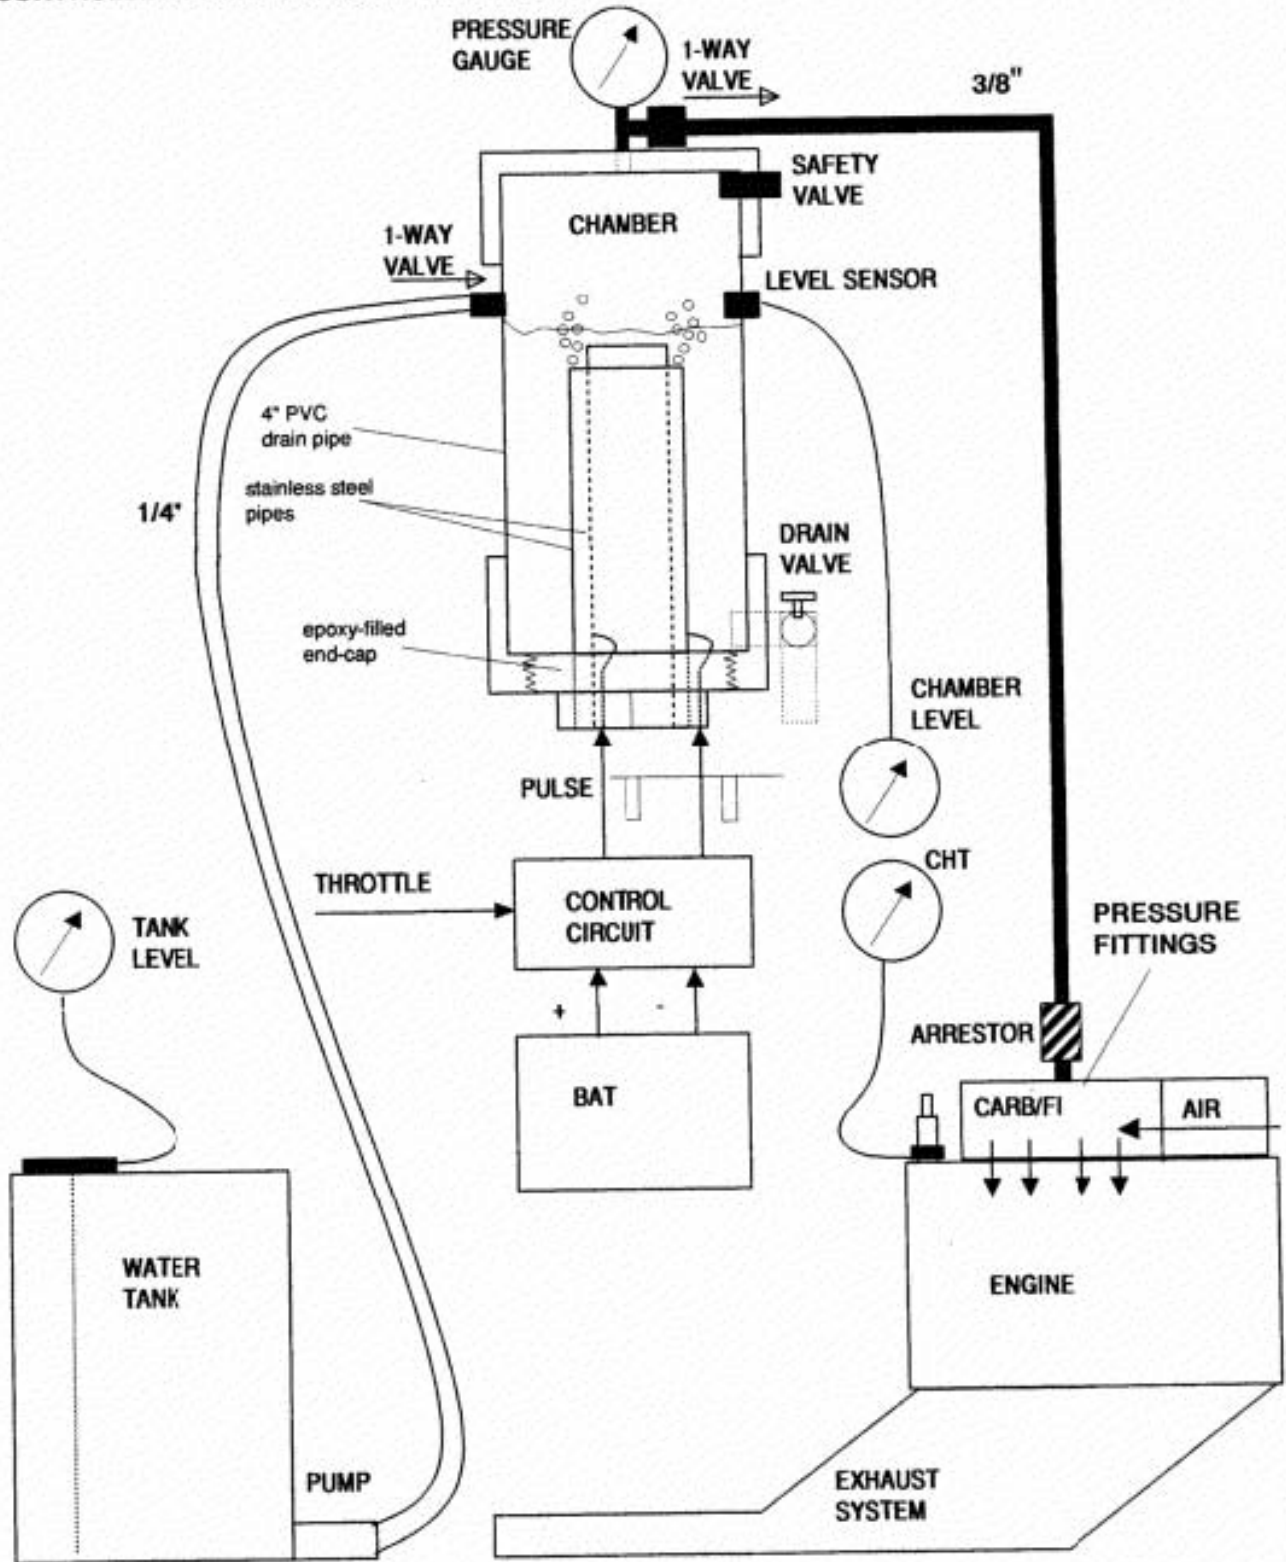 PRESSURE
GAUGE
1-WAY
VALVE
3/8"
SAFETY
VALVE
CHAMBER
1-WAY
VALVE
LEVEL SENSOR
4" PVC
drain pipe
stainless steel
pipes
1/4"
DRAIN
VALVE
epoxy-filled
end-cap
CHAMBER
LEVEL
PULSE
CHT
THROTTLE
CONTROL
CIRCUIT
PRESSURE
FITTINGS
TANK
LEVEL
+ -
ARRESTOR
BAT
CARB/FI
AIR
WATER
TANK
ENGINE
PUMP
EXHAUST
SYSTEM